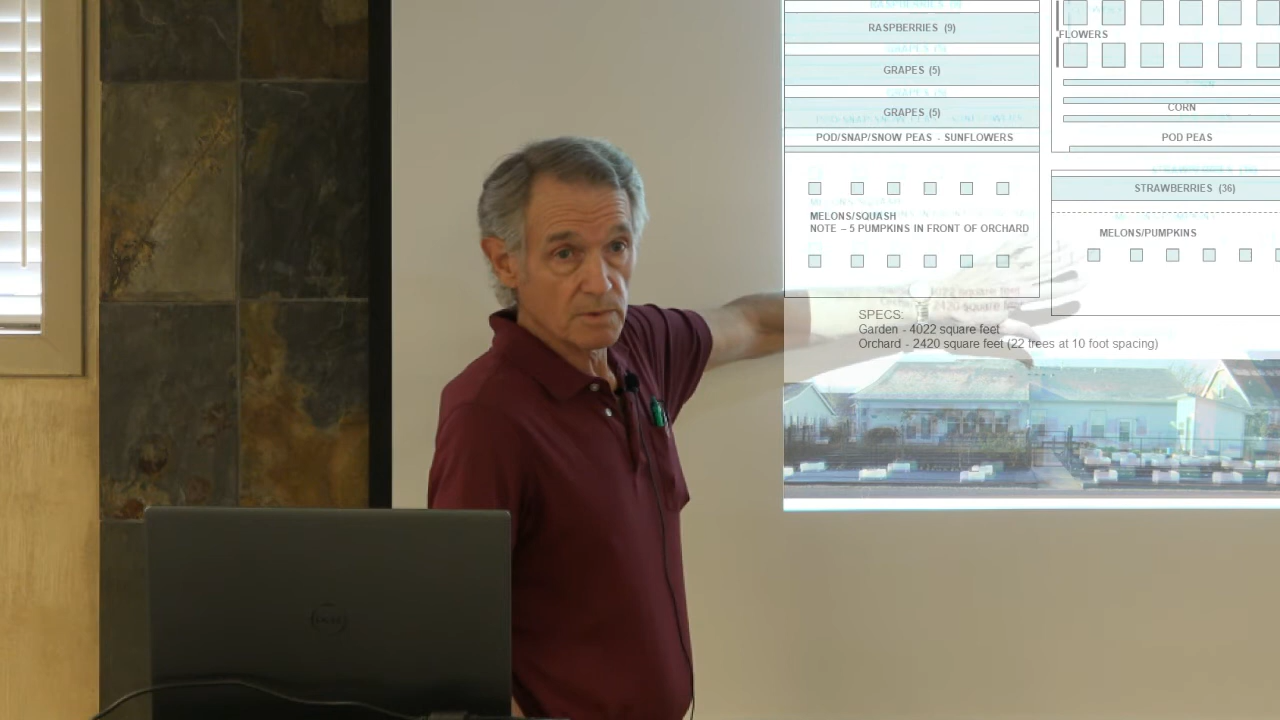 RASPBERRIES (9)
GRAPES (5)
GRAPES (5)
POD/SNAP/SNOW PEAS - SUNFLOWERS
MELONS/SQUASH
NOTE – 5 PUMPKINS IN FRONT OF ORCHARD
FLOWERS
CORN
POD PEAS
STRAWBERRIES (36)
MELONS/PUMPKINS
SPECS:
Garden - 4022 square feet
Orchard - 2420 square feet (22 trees at 10 foot spacing)